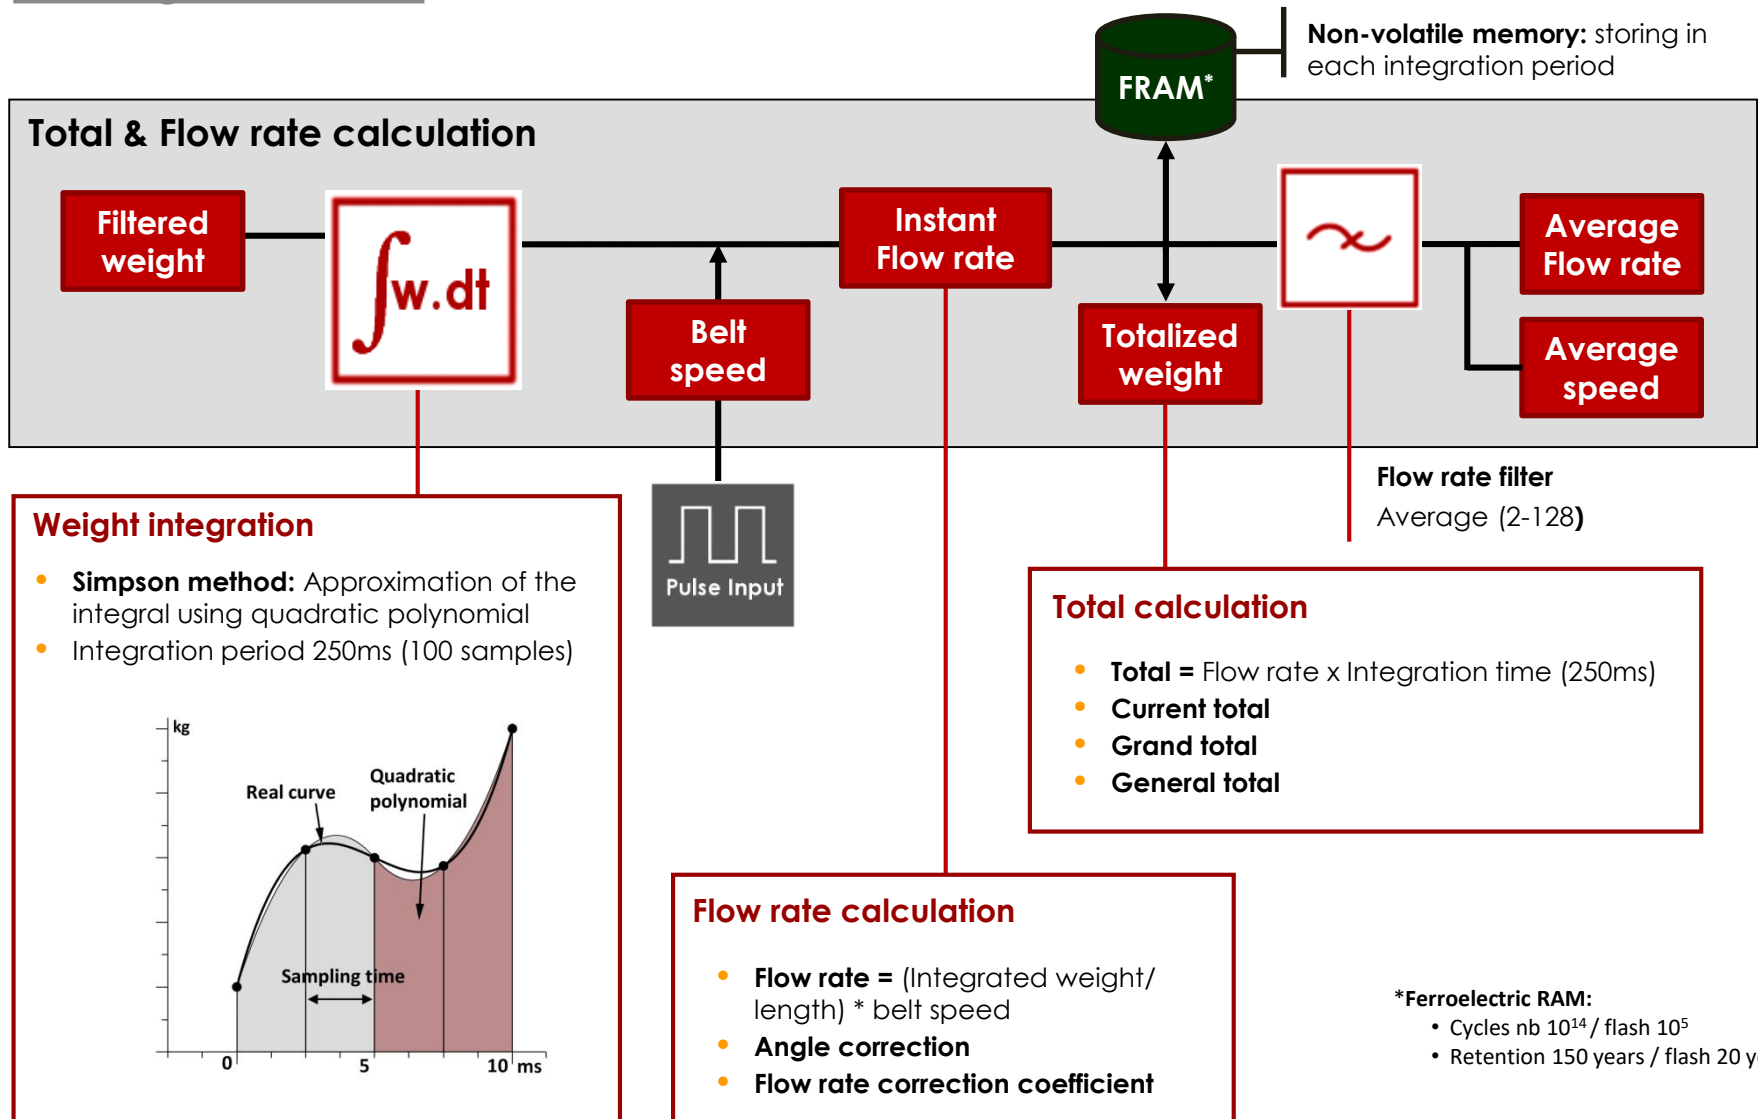 Non-volatile memory: storing in
each integration period
FRAM*
Total & Flow rate calculation
Filtered
weight
∫w.dt
Belt
speed
Instant
Flow rate
Totalized
weight
Average
Flow rate
Average
speed
Pulse Input
Flow rate filter
Average (2-128)
Weight integration
• Simpson method: Approximation of the
integral using quadratic polynomial
• Integration period 250ms (100 samples)
kg
Real curve
Quadratic
polynomial
Sampling time
0
5
10 ms
Total calculation
• Total = Flow rate x Integration time (250ms)
• Current total
• Grand total
• General total
Flow rate calculation
• Flow rate = (Integrated weight/
length) * belt speed
• Angle correction
• Flow rate correction coefficient
*Ferroelectric RAM:
• Cycles nb 10¹⁴ / flash 10⁵
• Retention 150 years / flash 20 y